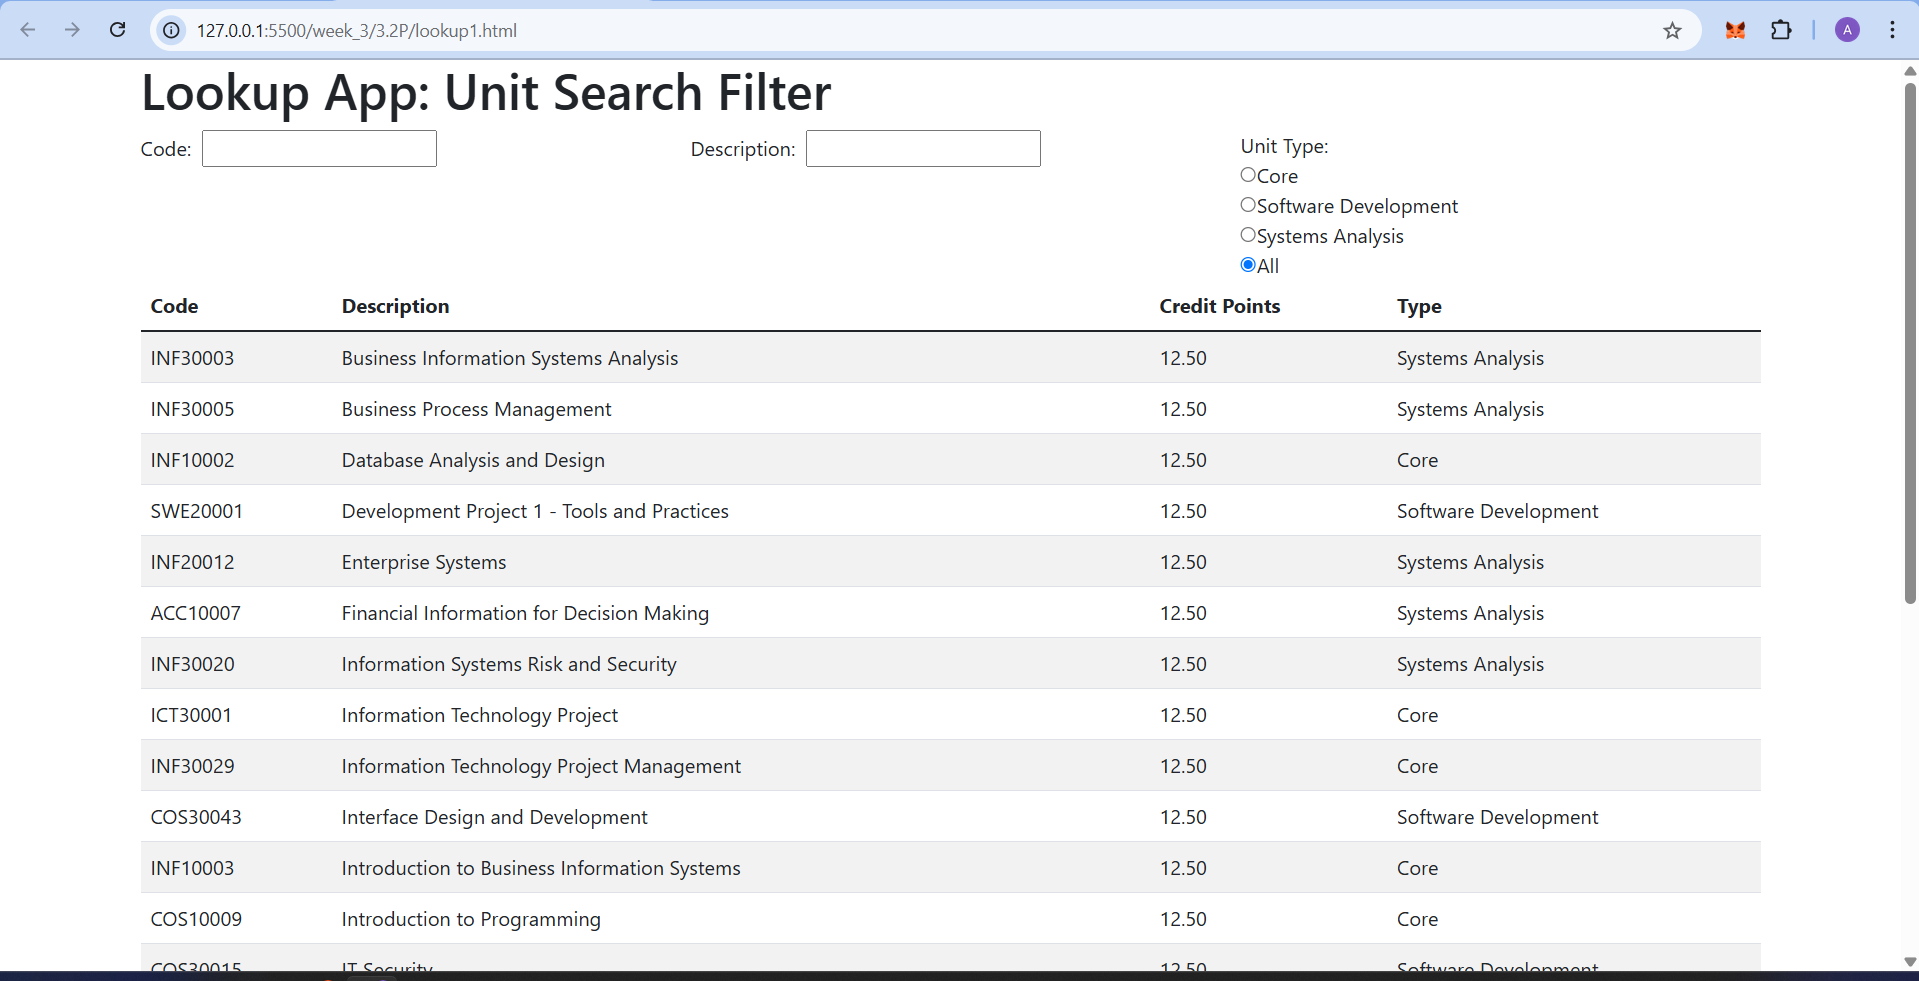 127.0.0.1:5500/week_3/3.2P/lookup1.html
A
Lookup App: Unit Search Filter
Code:
Description:
Unit Type:
Core
Software Development
Systems Analysis
All
Code Description Credit Points Type
INF30003 Business Information Systems Analysis 12.50 Systems Analysis
INF30005 Business Process Management 12.50 Systems Analysis
INF10002 Database Analysis and Design 12.50 Core
SWE20001 Development Project 1 - Tools and Practices 12.50 Software Development
INF20012 Enterprise Systems 12.50 Systems Analysis
ACC10007 Financial Information for Decision Making 12.50 Systems Analysis
INF30020 Information Systems Risk and Security 12.50 Systems Analysis
ICT30001 Information Technology Project 12.50 Core
INF30029 Information Technology Project Management 12.50 Core
COS30043 Interface Design and Development 12.50 Software Development
INF10003 Introduction to Business Information Systems 12.50 Core
COS10009 Introduction to Programming 12.50 Core
COS30015 IT Security 12.50 Software Development